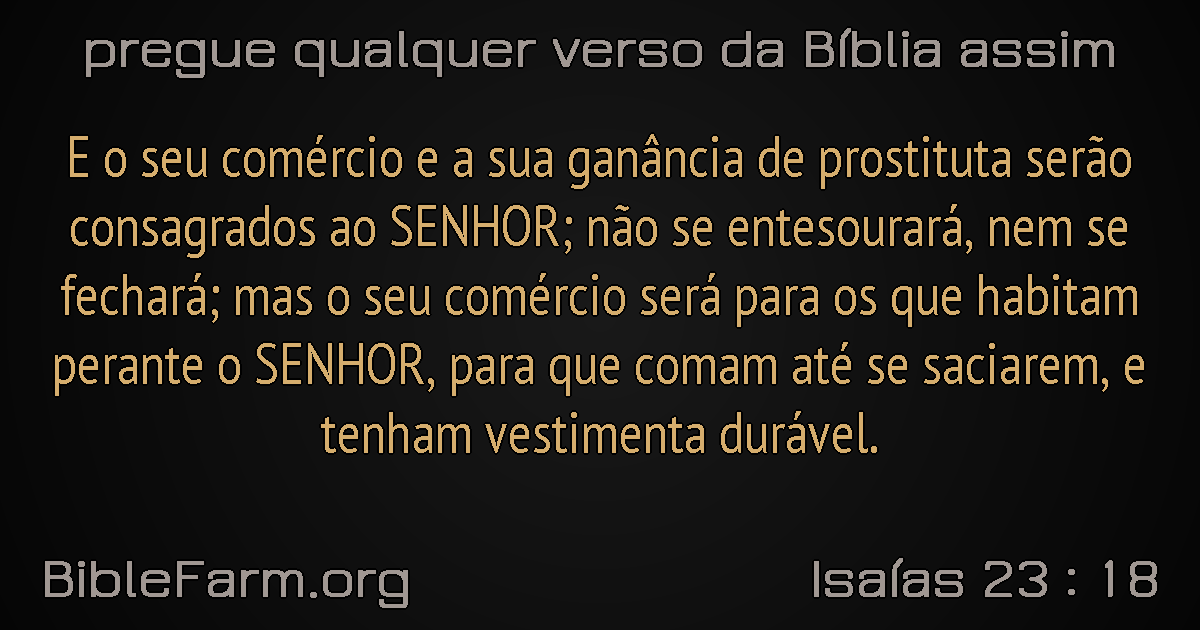 pregue qualquer verso da Bíblia assim
E o seu comércio e a sua ganância de prostituta serão
consagrados ao SENHOR; não se entesourará, nem se
fechará; mas o seu comércio será para os que habitam
perante o SENHOR, para que comam até se saciarem, e
tenham vestimenta durável.
BibleFarm.org
Isaías 23 : 18